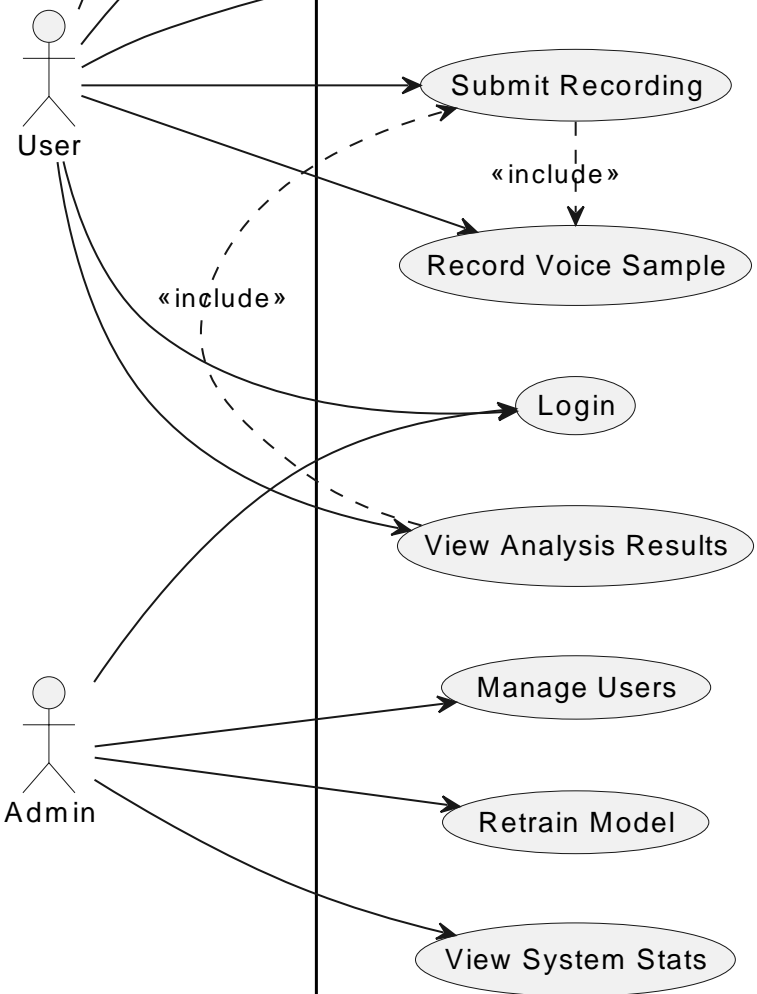 Submit Recording
User
«include»
Record Voice Sample
«include»
Login
View Analysis Results
Manage Users
Admin
Retrain Model
View System Stats